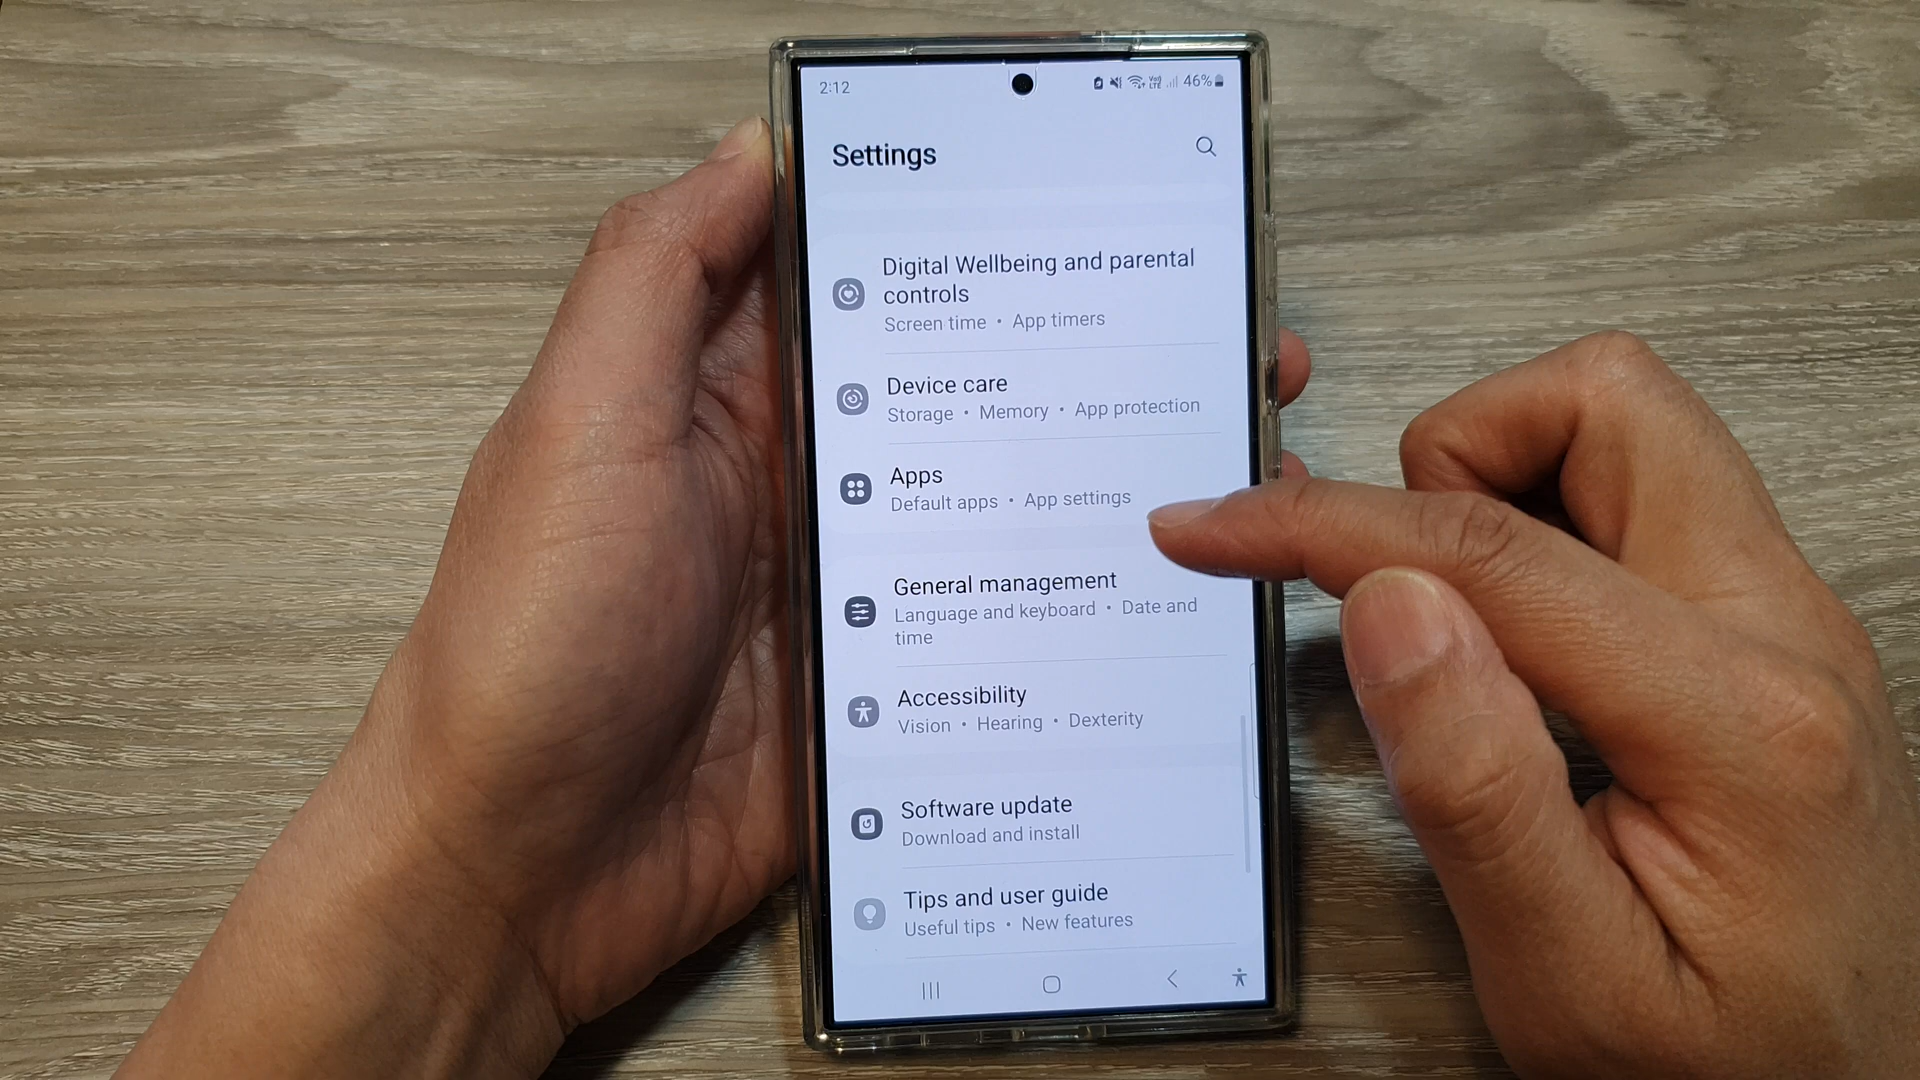 2:12
46%
Settings
Digital Wellbeing and parental
controls
Screen time • App timers
Device care
Storage • Memory • App protection
Apps
Default apps • App settings
General management
Language and keyboard • Date and
time
Accessibility
Vision • Hearing • Dexterity
Software update
Download and install
Tips and user guide
Useful tips • New features